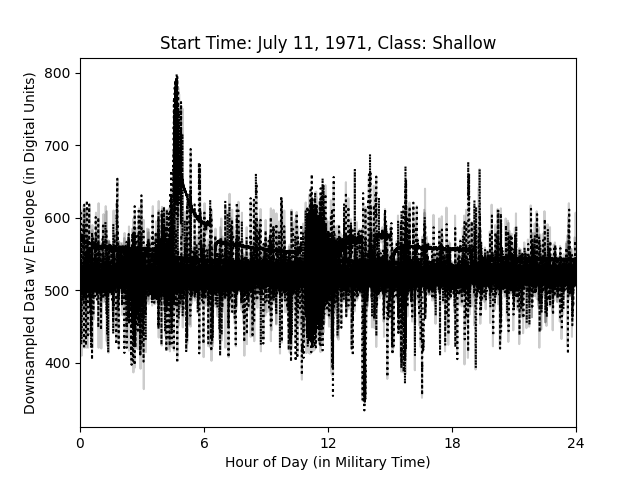 Start Time: July 11, 1971, Class: Shallow
Downsampled Data w/ Envelope (in Digital Units)
800
700
600
500
400
0 6 12 18 24
Hour of Day (in Military Time)